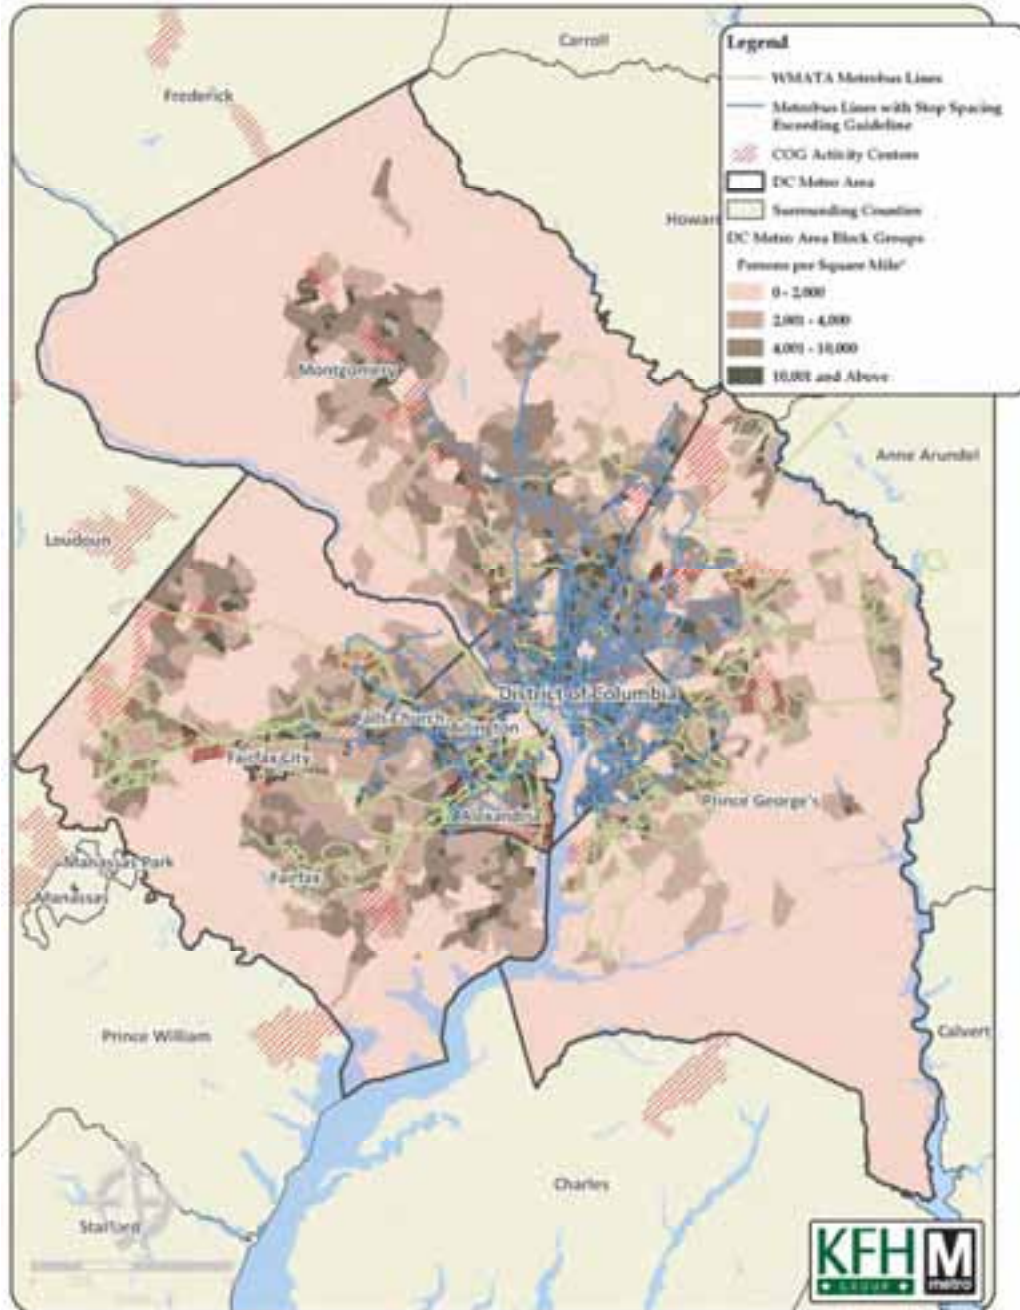 Legend
WMATA Metrobus Lines
Metrobus Lines with Stop Spacing
Exceeding Guideline
COG Activity Centers
DC Metro Area
Surrounding Counties
DC Metro Area Block Groups
Persons per Square Mile*
0 - 2,000
2,001 - 4,000
4,001 - 10,000
10,001 and Above
Carroll
Frederick
Howard
Montgomery
Anne Arundel
Loudoun
District of Columbia
Falls Church
Arlington
Fairfax City
Prince George's
Alexandria
Manassas Park
Fairfax
Manassas
Prince William
Calvert
Charles
Stafford
KFH
GROUP
M
metro